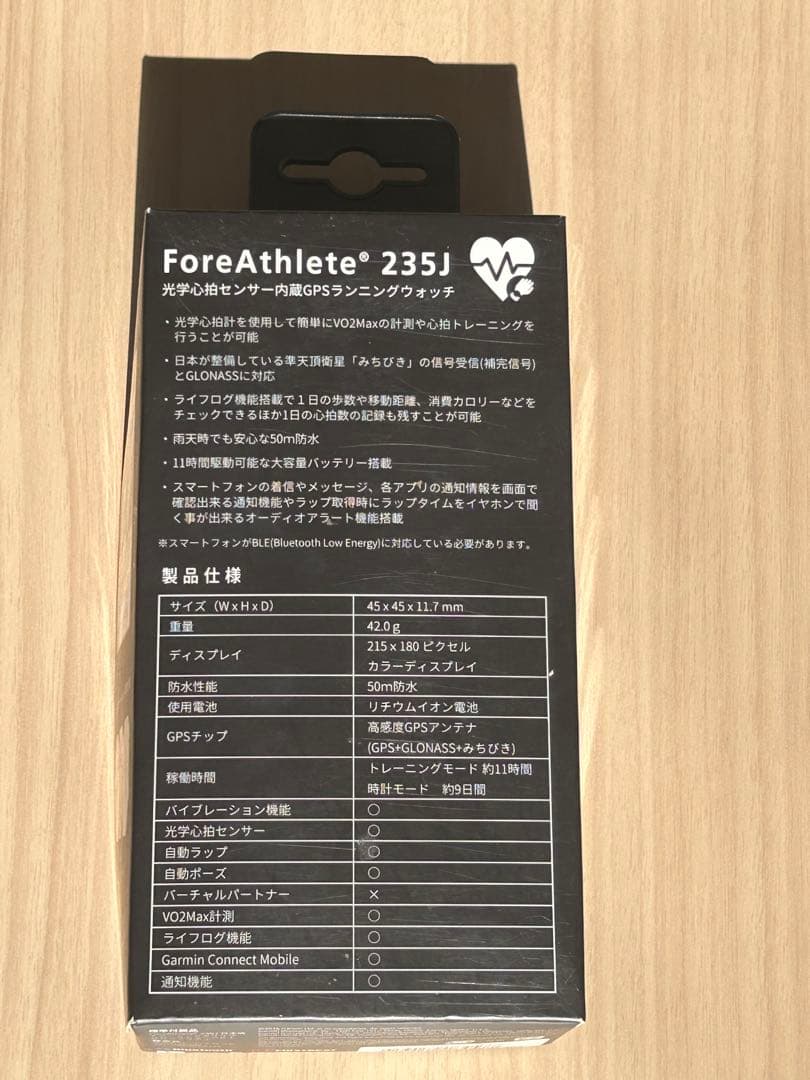 ForeAthlete® 235J
光学心拍センサー内蔵GPSランニングウォッチ
・光学心拍計を使用して簡単にVO2Maxの計測や心拍トレーニングを
行うことが可能
・日本が整備している準天頂衛星「みちびき」の信号受信(補完信号)
とGLONASSに対応
・ライフログ機能搭載で1日の歩数や移動距離、消費カロリーなどを
チェックできるほか1日の心拍数の記録も残すことが可能
・雨天時でも安心な50m防水
・11時間駆動可能な大容量バッテリー搭載
・スマートフォンの着信やメッセージ、各アプリの通知情報を画面で
確認出来る通知機能やラップ取得時にラップタイムをイヤホンで聞
く事が出来るオーディオアラート機能搭載
※スマートフォンがBLE(Bluetooth Low Energy)に対応している必要があります。
製品仕様
サイズ（W x H x D） 45 x 45 x 11.7 mm
重量 42.0 g
ディスプレイ 215 x 180 ピクセル
カラーディスプレイ
防水性能 50m防水
使用電池 リチウムイオン電池
GPSチップ 高感度GPSアンテナ
(GPS+GLONASS+みちびき)
稼働時間 トレーニングモード 約11時間
時計モード 約9日間
バイブレーション機能 ○
光学心拍センサー ○
自動ラップ ○
自動ポーズ ○
バーチャルパートナー ×
VO2Max計測 ○
ライフログ機能 ○
Garmin Connect Mobile ○
通知機能 ○